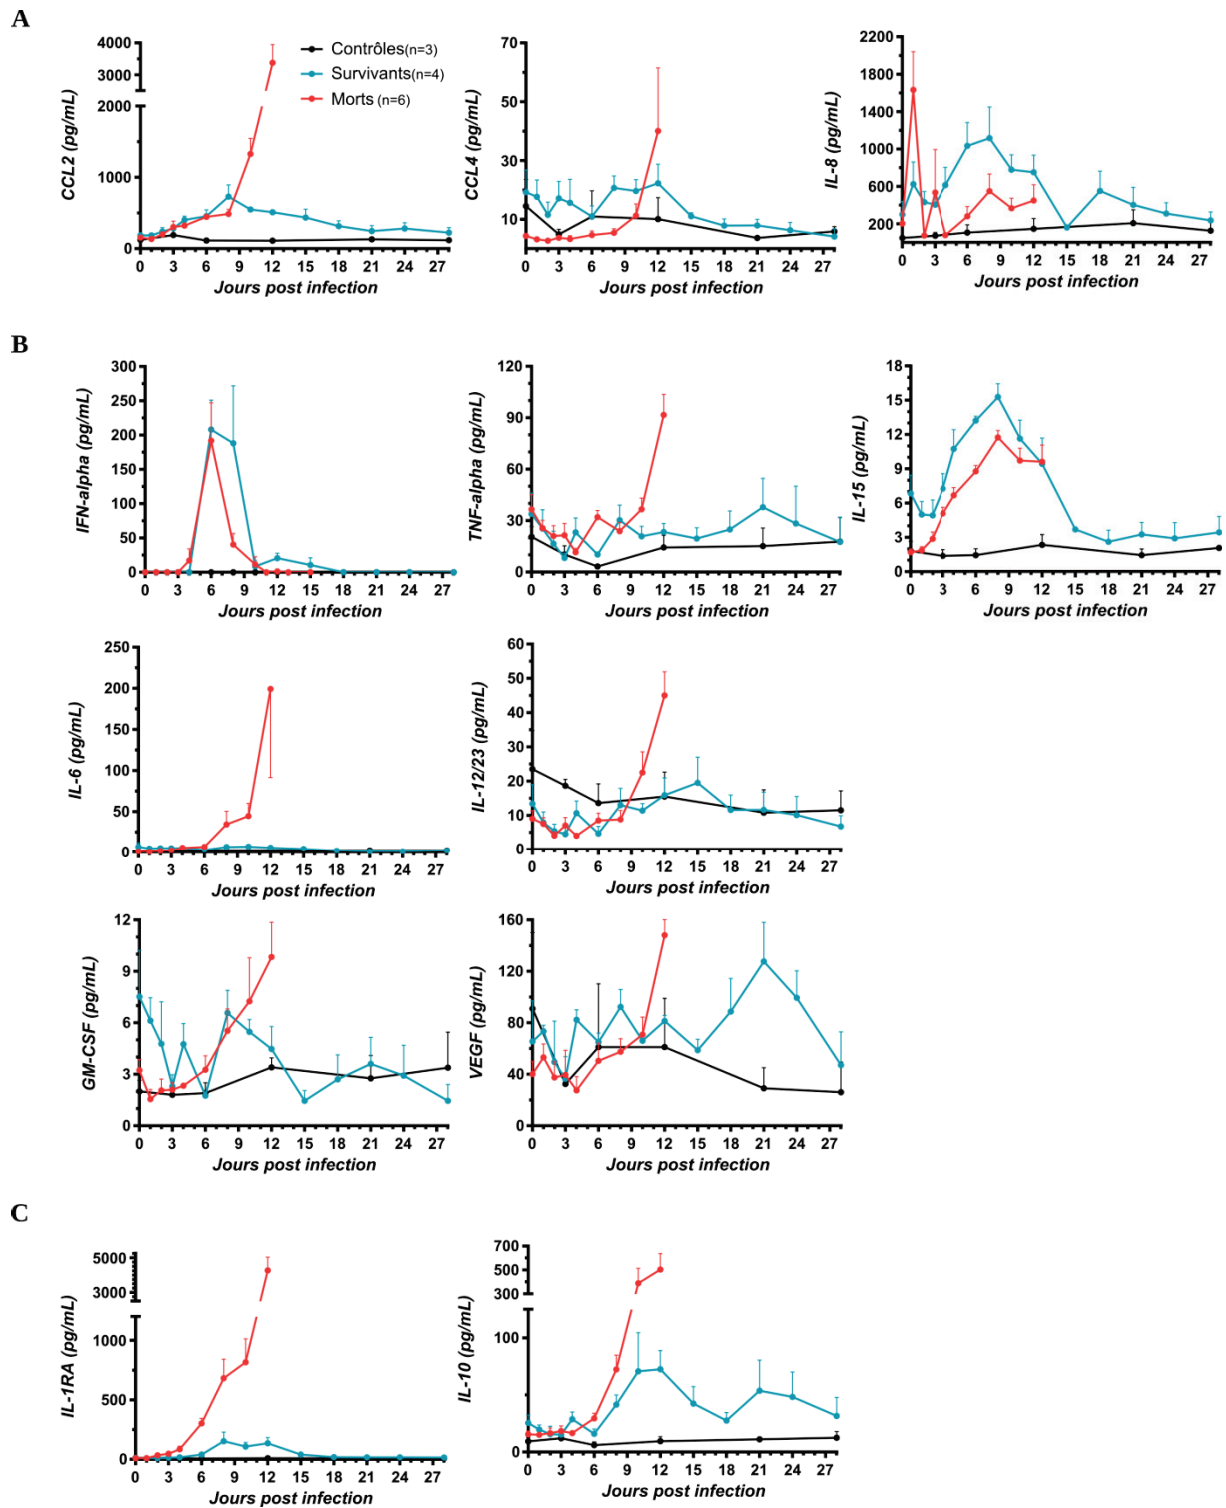 A
CCL2 (pg/mL)
4000
3000
2000
1000
0
0 3 6 9 12 15 18 21 24 27
Jours post infection
Contrôles(n=3)
Survivants(n=4)
Morts (n=6)
CCL4 (pg/mL)
70
50
30
10
0 3 6 9 12 15 18 21 24 27
Jours post infection
IL-8 (pg/mL)
2200
1800
1400
1000
600
200
0 3 6 9 12 15 18 21 24 27
Jours post infection
B
IFN-alpha (pg/mL)
300
250
200
150
100
50
0
0 3 6 9 12 15 18 21 24 27
Jours post infection
TNF-alpha (pg/mL)
120
90
60
30
0
0 3 6 9 12 15 18 21 24 27
Jours post infection
IL-15 (pg/mL)
18
15
12
9
6
3
0
0 3 6 9 12 15 18 21 24 27
Jours post infection
IL-6 (pg/mL)
250
200
150
100
50
0
0 3 6 9 12 15 18 21 24 27
Jours post infection
IL-12/23 (pg/mL)
60
50
40
30
20
10
0
0 3 6 9 12 15 18 21 24 27
Jours post infection
GM-CSF (pg/mL)
12
9
6
3
0
0 3 6 9 12 15 18 21 24 27
Jours post infection
VEGF (pg/mL)
160
120
80
40
0
0 3 6 9 12 15 18 21 24 27
Jours post infection
C
IL-1RA (pg/mL)
5000
3000
1000
500
0
0 3 6 9 12 15 18 21 24 27
Jours post infection
IL-10 (pg/mL)
700
600
500
400
300
100
0
0 3 6 9 12 15 18 21 24 27
Jours post infection